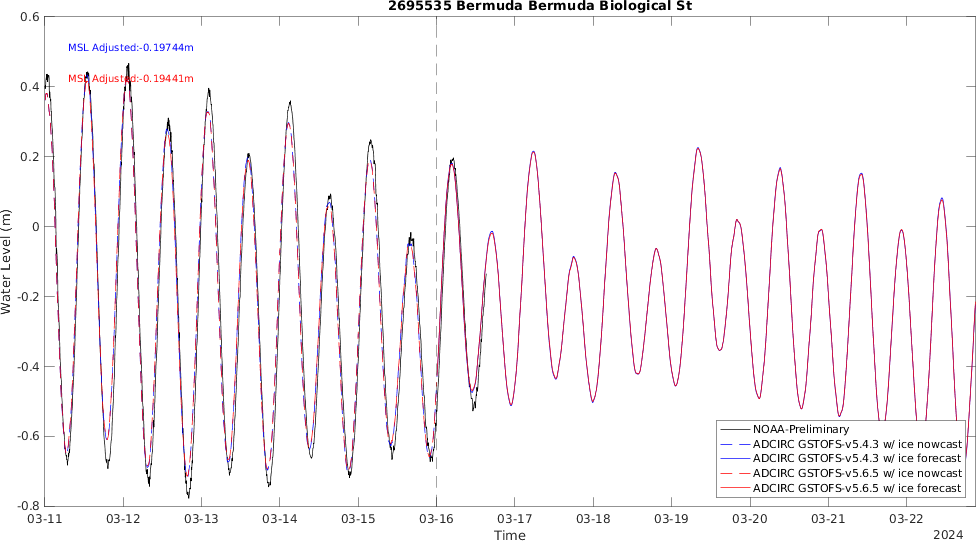 2695535 Bermuda Bermuda Biological St
0.6
MSL Adjusted:-0.19744m
MSL Adjusted:-0.19441m
0.4
0.2
0
-0.2
-0.4
-0.6
-0.8
Water Level (m)
NOAA-Preliminary
ADCIRC GSTOFS-v5.4.3 w/ ice nowcast
ADCIRC GSTOFS-v5.4.3 w/ ice forecast
ADCIRC GSTOFS-v5.6.5 w/ ice nowcast
ADCIRC GSTOFS-v5.6.5 w/ ice forecast
03-11 03-12 03-13 03-14 03-15 03-16 03-17 03-18 03-19 03-20 03-21 03-22
Time
2024